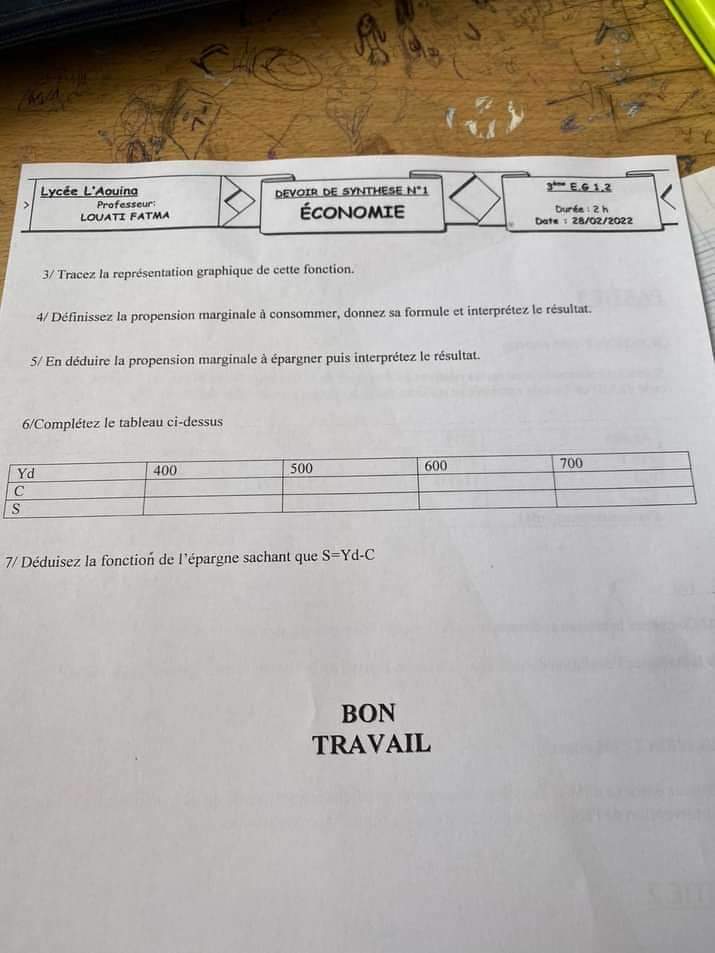 Lycée L'Aouina
Professeur:
LOUATI FATMA
DEVOIR DE SYNTHESE N°1
ÉCONOMIE
3ème E.G 1,2
Durée : 2 h
Date : 28/02/2022
3/ Tracez la représentation graphique de cette fonction.
4/ Définissez la propension marginale à consommer, donnez sa formule et interprétez le résultat.
5/ En déduire la propension marginale à épargner puis interprétez le résultat.
6/Complétez le tableau ci-dessus
Yd 400 500 600 700
C
S
7/ Déduisez la fonction de l'épargne sachant que S=Yd-C
BON
TRAVAIL